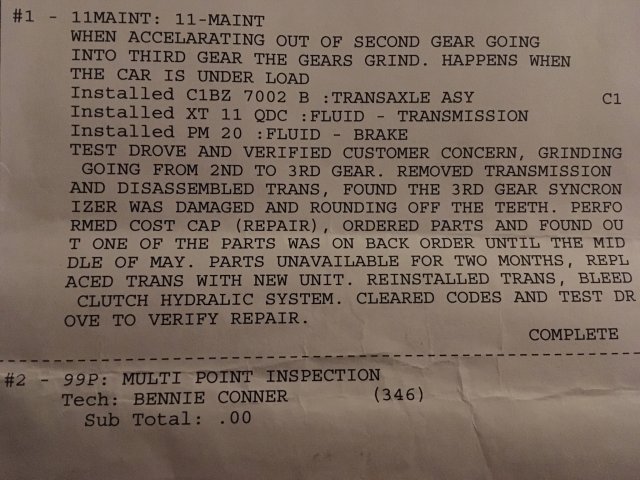 #1 - 11MAINT: 11-MAINT
WHEN ACCELARATING OUT OF SECOND GEAR GOING
INTO THIRD GEAR THE GEARS GRIND. HAPPENS WHEN
THE CAR IS UNDER LOAD
Installed C1BZ 7002 B :TRANSAXLE ASY C1
Installed XT 11 QDC :FLUID - TRANSMISSION
Installed PM 20 :FLUID - BRAKE
TEST DROVE AND VERIFIED CUSTOMER CONCERN, GRINDING
GOING FROM 2ND TO 3RD GEAR. REMOVED TRANSMISSION
AND DISASSEMBLED TRANS, FOUND THE 3RD GEAR SYNCRON
IZER WAS DAMAGED AND ROUNDING OFF THE TEETH. PERFO
RMED COST CAP (REPAIR), ORDERED PARTS AND FOUND OU
T ONE OF THE PARTS WAS ON BACK ORDER UNTIL THE MID
DLE OF MAY. PARTS UNAVAILABLE FOR TWO MONTHS, REPL
ACED TRANS WITH NEW UNIT. REINSTALLED TRANS, BLEED
CLUTCH HYDRALIC SYSTEM. CLEARED CODES AND TEST DR
OVE TO VERIFY REPAIR.
COMPLETE
#2 - 99P: MULTI POINT INSPECTION
Tech: BENNIE CONNER (346)
Sub Total: .00